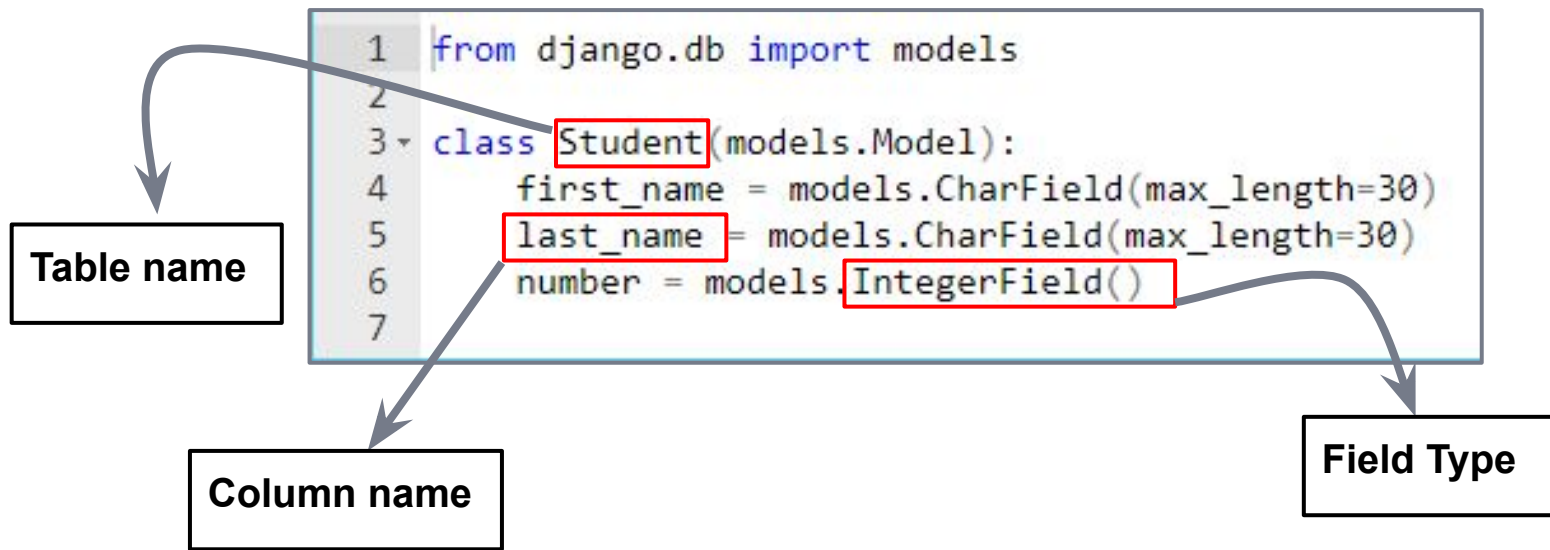 1 from django.db import models
2
3 class Student(models.Model):
4     first_name = models.CharField(max_length=30)
5     last_name = models.CharField(max_length=30)
6     number = models.IntegerField()
7
Table name
Column name
Field Type